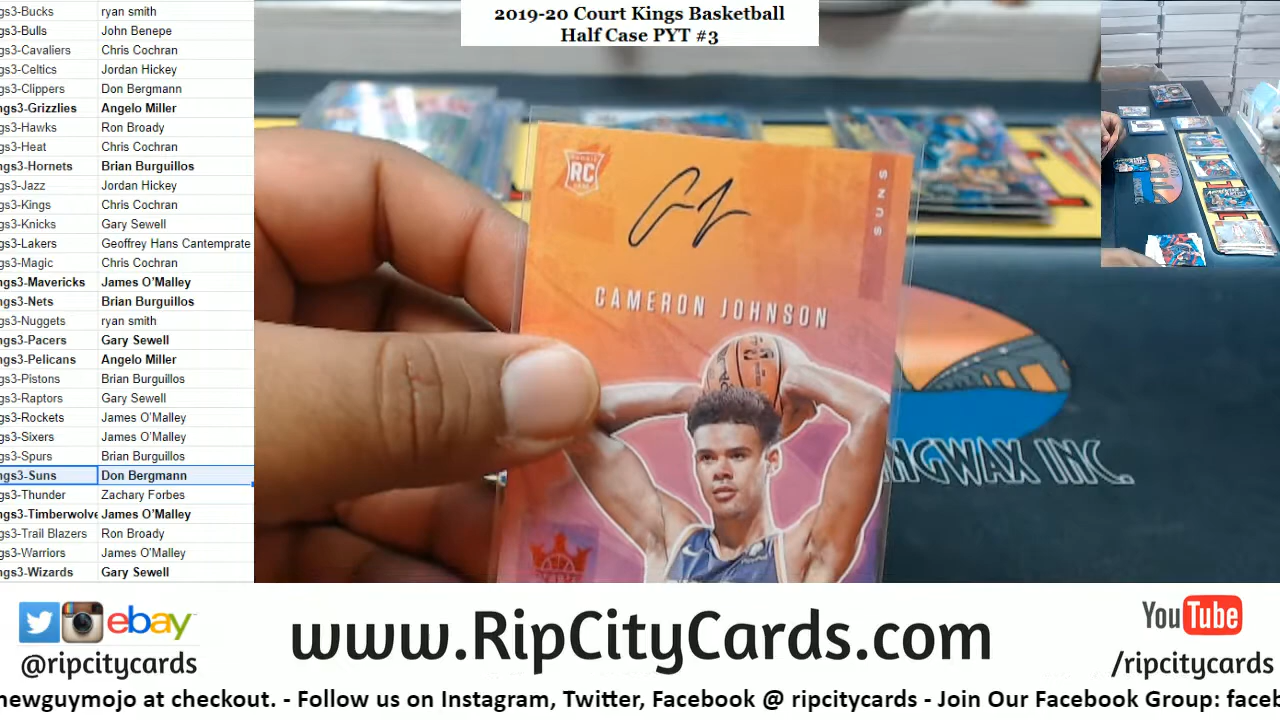 2019-20 Court Kings Basketball
Half Case PYT #3
gs3-Bucks ryan smith
gs3-Bulls John Benepe
gs3-Cavaliers Chris Cochran
gs3-Celtics Jordan Hickey
gs3-Clippers Don Bergmann
ngs3-Grizzlies Angelo Miller
gs3-Hawks Ron Broady
gs3-Heat Chris Cochran
ngs3-Hornets Brian Burguillos
gs3-Jazz Jordan Hickey
gs3-Kings Chris Cochran
gs3-Knicks Gary Sewell
gs3-Lakers Geoffrey Hans Cantemprate
gs3-Magic Chris Cochran
ngs3-Mavericks James O'Malley
ngs3-Nets Brian Burguillos
gs3-Nuggets ryan smith
ngs3-Pacers Gary Sewell
ngs3-Pelicans Angelo Miller
gs3-Pistons Brian Burguillos
gs3-Raptors Gary Sewell
gs3-Rockets James O'Malley
gs3-Sixers James O'Malley
gs3-Spurs Brian Burguillos
ngs3-Suns Don Bergmann
gs3-Thunder Zachary Forbes
ngs3-Timberwolve James O'Malley
gs3-Trail Blazers Ron Broady
gs3-Warriors James O'Malley
ngs3-Wizards Gary Sewell
RC
SUNS
CAMERON JOHNSON
NGWAX INC.
ebay
@ripcitycards
www.RipCityCards.com
YouTube
/ripcitycards
newguymojo at checkout. - Follow us on Instagram, Twitter, Facebook @ ripcitycards - Join Our Facebook Group: faceb